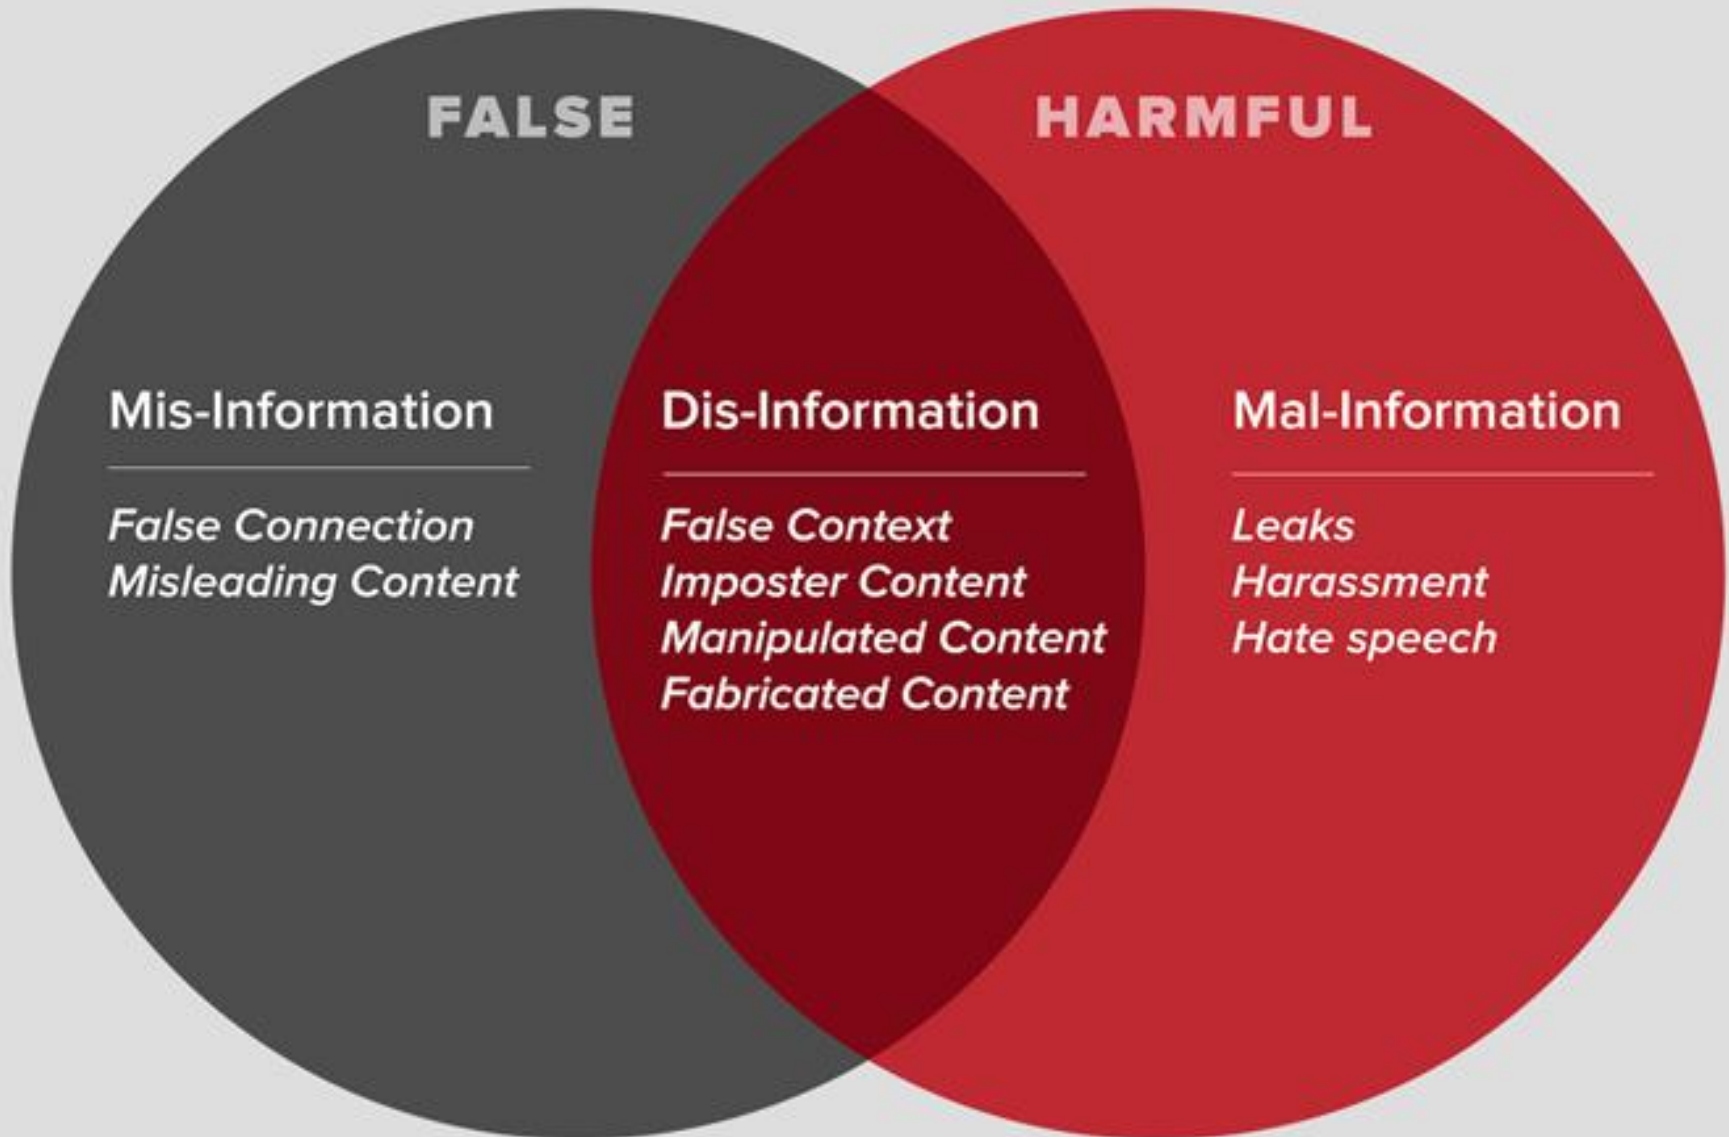 FALSE
HARMFUL
Mis-Information
False Connection
Misleading Content
Dis-Information
False Context
Imposter Content
Manipulated Content
Fabricated Content
Mal-Information
Leaks
Harassment
Hate speech